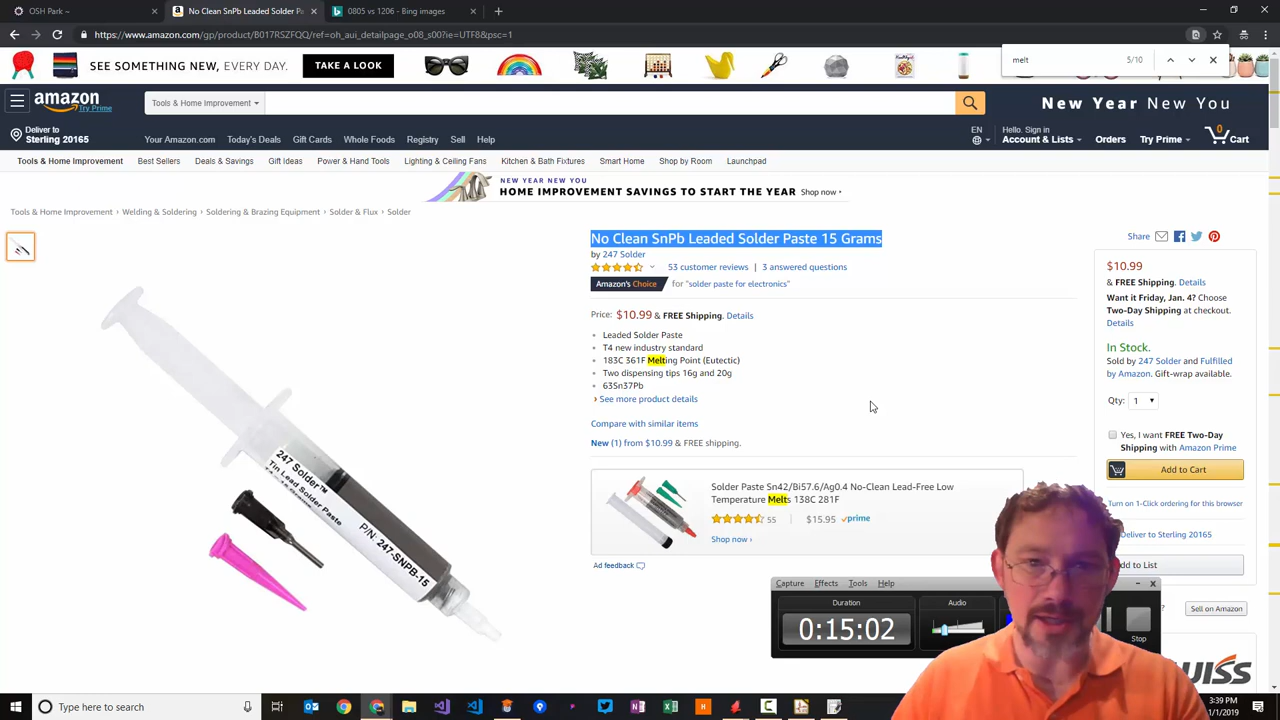 OSH Park ~
No Clean SnPb Leaded Solder Pa
0805 vs 1206 - Bing images
https://www.amazon.com/gp/product/B017RSZFQQ/ref=oh_aui_detailpage_o08_s00?ie=UTF8&psc=1
melt
5/10
SEE SOMETHING NEW, EVERY DAY.
TAKE A LOOK
amazon
Try Prime
Tools & Home Improvement
New Year New You
Deliver to
Sterling 20165
Your Amazon.com
Today's Deals
Gift Cards
Whole Foods
Registry
Sell
Help
EN
Hello. Sign in
Account & Lists
Orders
Try Prime
0
Cart
Tools & Home Improvement
Best Sellers
Deals & Savings
Gift Ideas
Power & Hand Tools
Lighting & Ceiling Fans
Kitchen & Bath Fixtures
Smart Home
Shop by Room
Launchpad
NEW YEAR NEW YOU
HOME IMPROVEMENT SAVINGS TO START THE YEAR
Shop now ›
Tools & Home Improvement › Welding & Soldering › Soldering & Brazing Equipment › Solder & Flux › Solder
No Clean SnPb Leaded Solder Paste 15 Grams
by 247 Solder
53 customer reviews | 3 answered questions
Amazon's Choice for "solder paste for electronics"
Price: $10.99 & FREE Shipping. Details
• Leaded Solder Paste
• T4 new industry standard
• 183C 361F Melting Point (Eutectic)
• Two dispensing tips 16g and 20g
• 63Sn37Pb
› See more product details
Compare with similar items
New (1) from $10.99 & FREE shipping.
Solder Paste Sn42/Bi57.6/Ag0.4 No-Clean Lead-Free Low
Temperature Melts 138C 281F
55 | $15.95 prime
Shop now ›
Ad feedback
247 Solder™
Tin Lead Solder Paste
P/N: 247-SNPB-15
Share
$10.99
& FREE Shipping. Details
Want it Friday, Jan. 4? Choose
Two-Day Shipping at checkout.
Details
In Stock.
Sold by 247 Solder and Fulfilled
by Amazon. Gift-wrap available.
Qty: 1
Yes, I want FREE Two-Day
Shipping with Amazon Prime
Add to Cart
Turn on 1-Click ordering for this browser
Deliver to Sterling 20165
dd to List
Sell on Amazon
Capture
Effects
Tools
Help
Duration
0:15:02
Audio
Stop
Type here to search
3:39 PM
1/1/2019